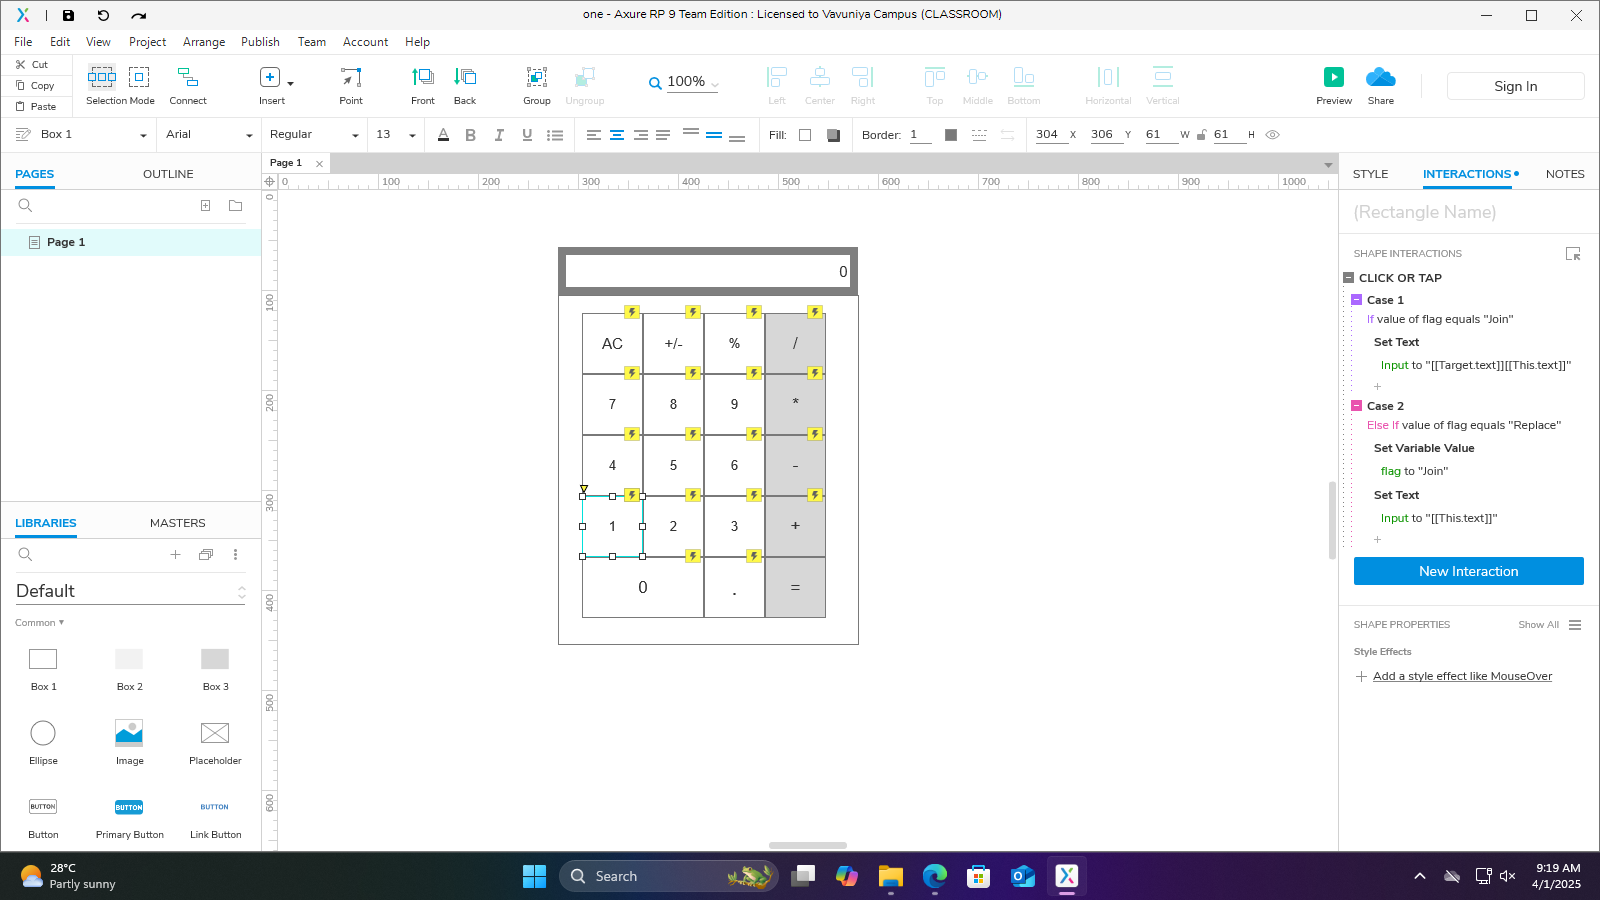 one - Axure RP 9 Team Edition : Licensed to Vavuniya Campus (CLASSROOM)
File Edit View Project Arrange Publish Team Account Help
Cut
Copy
Paste
Selection Mode Connect Insert Point Front Back Group Ungroup 100% Left Center Right Top Middle Bottom Horizontal Vertical Preview Share Sign In
Box 1 Arial Regular 13 A B I U Fill: Border: 1 304 X 306 Y 61 W 61 H
PAGES OUTLINE
Page 1
Page 1
0 100 200 300 400 500 600 700 800 900 1000
0
100
200
300
400
500
600
0
AC +/- % /
7 8 9 *
4 5 6 -
1 2 3 +
0 . =
LIBRARIES MASTERS
Default
Common
Box 1 Box 2 Box 3
Ellipse Image Placeholder
BUTTON BUTTON BUTTON
Button Primary Button Link Button
STYLE INTERACTIONS NOTES
(Rectangle Name)
SHAPE INTERACTIONS
CLICK OR TAP
Case 1
If value of flag equals "Join"
Set Text
Input to "[[Target.text]][[This.text]]"
Case 2
Else If value of flag equals "Replace"
Set Variable Value
flag to "Join"
Set Text
Input to "[[This.text]]"
New Interaction
SHAPE PROPERTIES Show All
Style Effects
Add a style effect like MouseOver
28°C
Partly sunny
Search
9:19 AM
4/1/2025